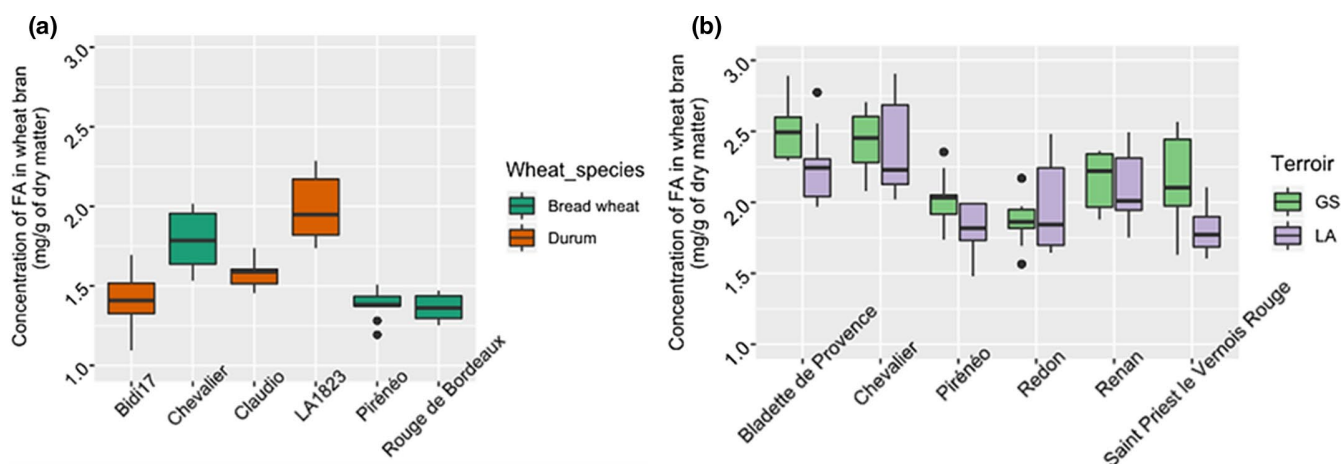 (a)
Concentration of FA in wheat bran
(mg/g of dry matter)
3.0
2.5
2.0
1.5
1.0
Bidi17
Chevalier
Claudio
LA1823
Pirénéo
Rouge de Bordeaux
Wheat_species
Bread wheat
Durum
(b)
Concentration of FA in wheat bran
(mg/g of dry matter)
3.0
2.5
2.0
1.5
1.0
Bladette de Provence
Chevalier
Pirénéo
Redon
Renan
Saint Priest le Vernois Rouge
Terroir
GS
LA